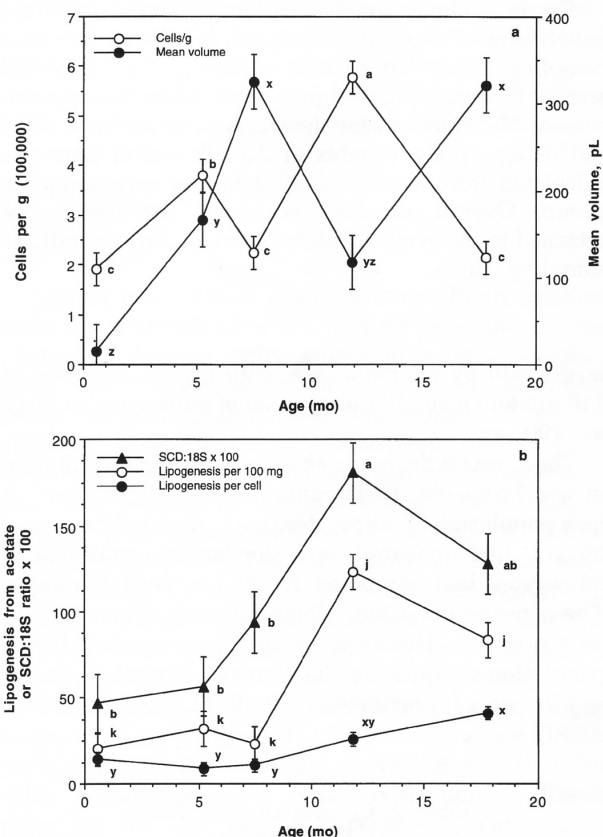 a
Cells/g
Mean volume
Cells per g (100,000)
7
6
5
4
3
2
1
0
Mean volume, pL
400
300
200
100
0
c
b
c
a
c
z
y
x
yz
x
0
5
10
15
20
Age (mo)
b
SCD:18S x 100
Lipogenesis per 100 mg
Lipogenesis per cell
Lipogenesis from acetate
or SCD:18S ratio x 100
200
150
100
50
0
b
b
b
a
ab
k
k
k
j
j
y
y
y
xy
x
0
5
10
15
20
Age (mo)